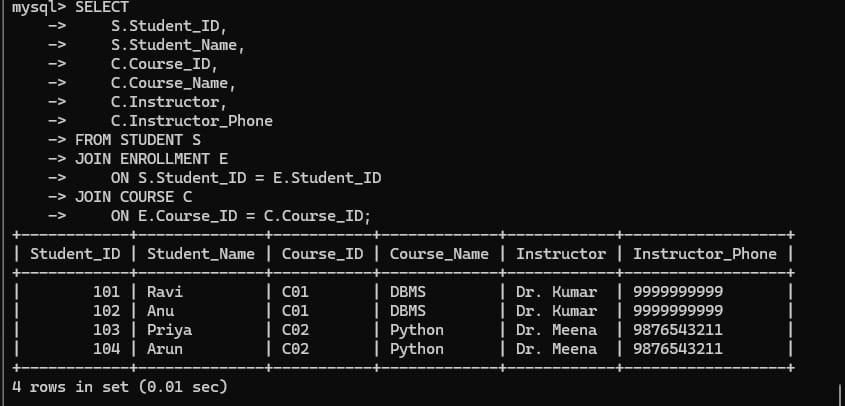 mysql> SELECT
    ->     S.Student_ID,
    ->     S.Student_Name,
    ->     C.Course_ID,
    ->     C.Course_Name,
    ->     C.Instructor,
    ->     C.Instructor_Phone
    -> FROM STUDENT S
    -> JOIN ENROLLMENT E
    ->     ON S.Student_ID = E.Student_ID
    -> JOIN COURSE C
    ->     ON E.Course_ID = C.Course_ID;
+------------+--------------+-----------+-------------+------------+------------------+
| Student_ID | Student_Name | Course_ID | Course_Name | Instructor | Instructor_Phone |
+------------+--------------+-----------+-------------+------------+------------------+
|        101 | Ravi         | C01       | DBMS        | Dr. Kumar  | 9999999999       |
|        102 | Anu          | C01       | DBMS        | Dr. Kumar  | 9999999999       |
|        103 | Priya        | C02       | Python      | Dr. Meena  | 9876543211       |
|        104 | Arun         | C02       | Python      | Dr. Meena  | 9876543211       |
+------------+--------------+-----------+-------------+------------+------------------+
4 rows in set (0.01 sec)